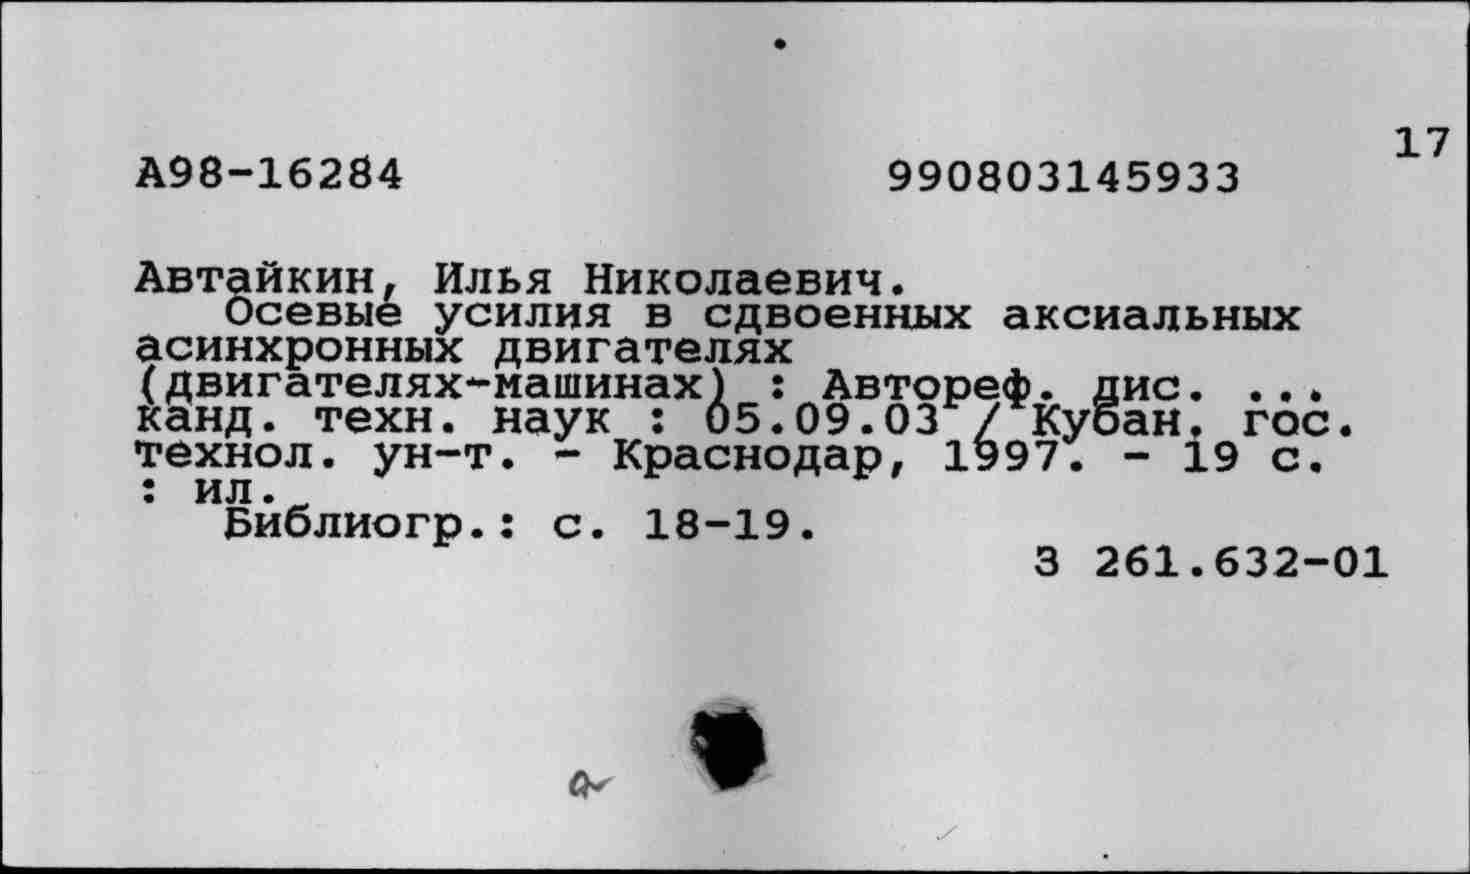 17
А98-16284 990803145933
Автайкин, Илья Николаевич.
Осевые усилия в сдвоенных аксиальных
асинхронных двигателях
(двигателях-машинах) : Автореф. дис. ...
канд. техн. наук : 05.09.03 / Кубан. гос.
технол. ун-т. - Краснодар, 1997. - 19 с.
: ил.
Библиогр.: с. 18-19.
3 261.632-01